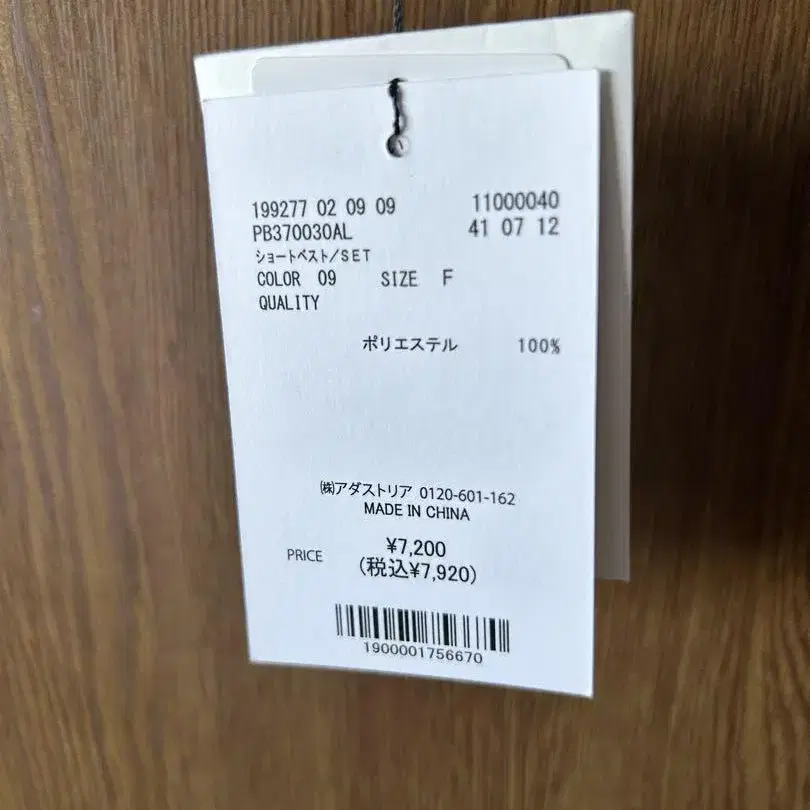 199277 02 09 09 11000040
PB370030AL 41 07 12
ショートベスト/SET
COLOR 09 SIZE F
QUALITY
ポリエステル 100%
㈱アダストリア 0120-601-162
MADE IN CHINA
PRICE ¥7,200
(税込¥7,920)
1900001756670